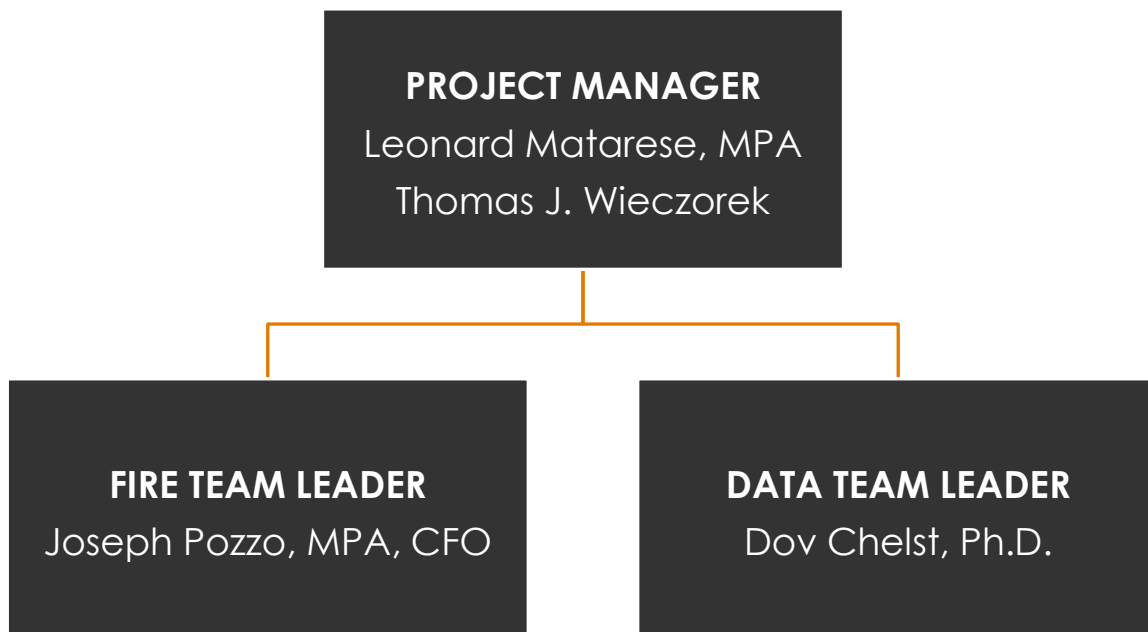 PROJECT MANAGER
Leonard Matarese, MPA
Thomas J. Wieczorek
FIRE TEAM LEADER
Joseph Pozzo, MPA, CFO
DATA TEAM LEADER
Dov Chelst, Ph.D.